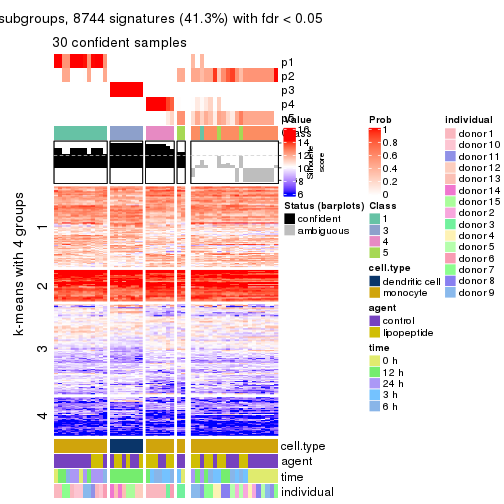 subgroups, 8744 signatures (41.3%) with fdr < 0.05
30 confident samples
p1
p2
p3
p4
p5
Class
Silhouette
score
k-means with 4 groups
1
2
3
4
cell.type
agent
time
individual
Value
16
14
12
10
8
6
Status (barplots)
confident
ambiguous
Prob
1
0.8
0.6
0.4
0.2
0
Class
1
3
4
5
cell.type
dendritic cell
monocyte
agent
control
lipopeptide
time
0 h
12 h
24 h
3 h
6 h
individual
donor 1
donor 10
donor 11
donor 12
donor 13
donor 14
donor 15
donor 2
donor 3
donor 4
donor 5
donor 6
donor 7
donor 8
donor 9